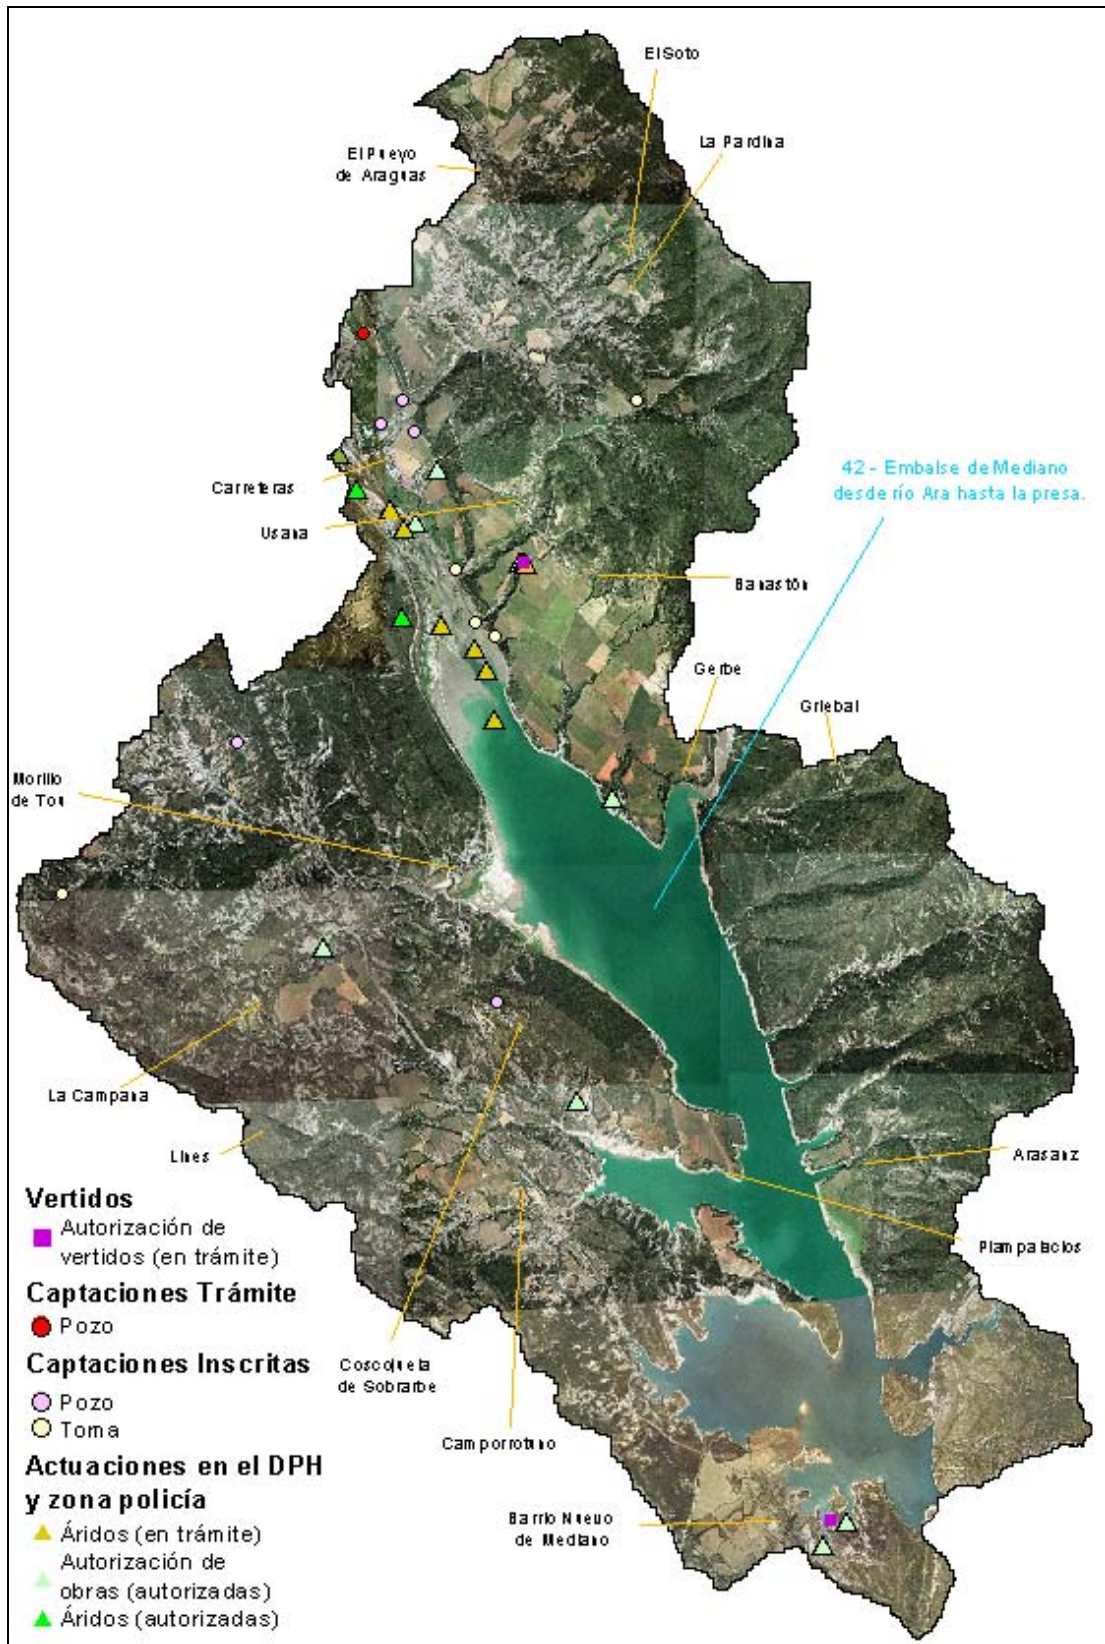 El Soto
La Pardina
El Pueyo
de Araguas
42 - Embalse de Mediano
desde río Ara hasta la presa.
Carreteras
Usana
Banastón
Gerbe
Griebal
Morillo
de Tou
La Campana
Lines
Arasanz
Plampalacios
Coscojuela
de Sobrarbe
Camporrotuno
Barrio Nuevo
de Mediano
Vertidos
Autorización de
vertidos (en trámite)
Captaciones Trámite
Pozo
Captaciones Inscritas
Pozo
Toma
Actuaciones en el DPH
y zona policía
Áridos (en trámite)
Autorización de
obras (autorizadas)
Áridos (autorizadas)